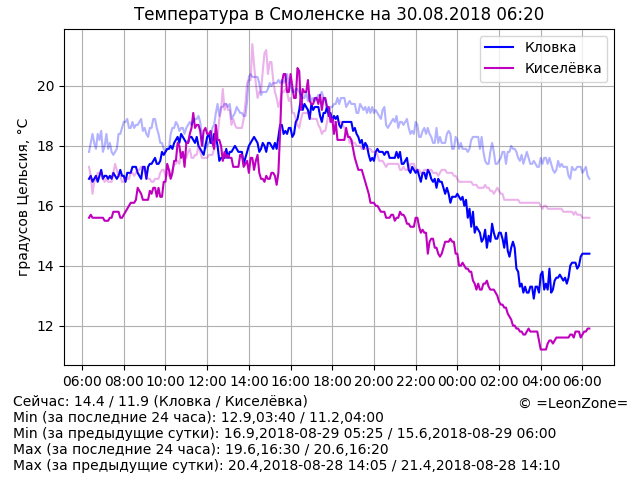 Температура в Смоленске на 30.08.2018 06:20
Кловка
Киселёвка
градусов Цельсия, °C
20
18
16
14
12
06:00 08:00 10:00 12:00 14:00 16:00 18:00 20:00 22:00 00:00 02:00 04:00 06:00
Сейчас: 14.4 / 11.9 (Кловка / Киселёвка)
© =LeonZone=
Min (за последние 24 часа): 12.9,03:40 / 11.2,04:00
Min (за предыдущие сутки): 16.9,2018-08-29 05:25 / 15.6,2018-08-29 06:00
Max (за последние 24 часа): 19.6,16:30 / 20.6,16:20
Max (за предыдущие сутки): 20.4,2018-08-28 14:05 / 21.4,2018-08-28 14:10